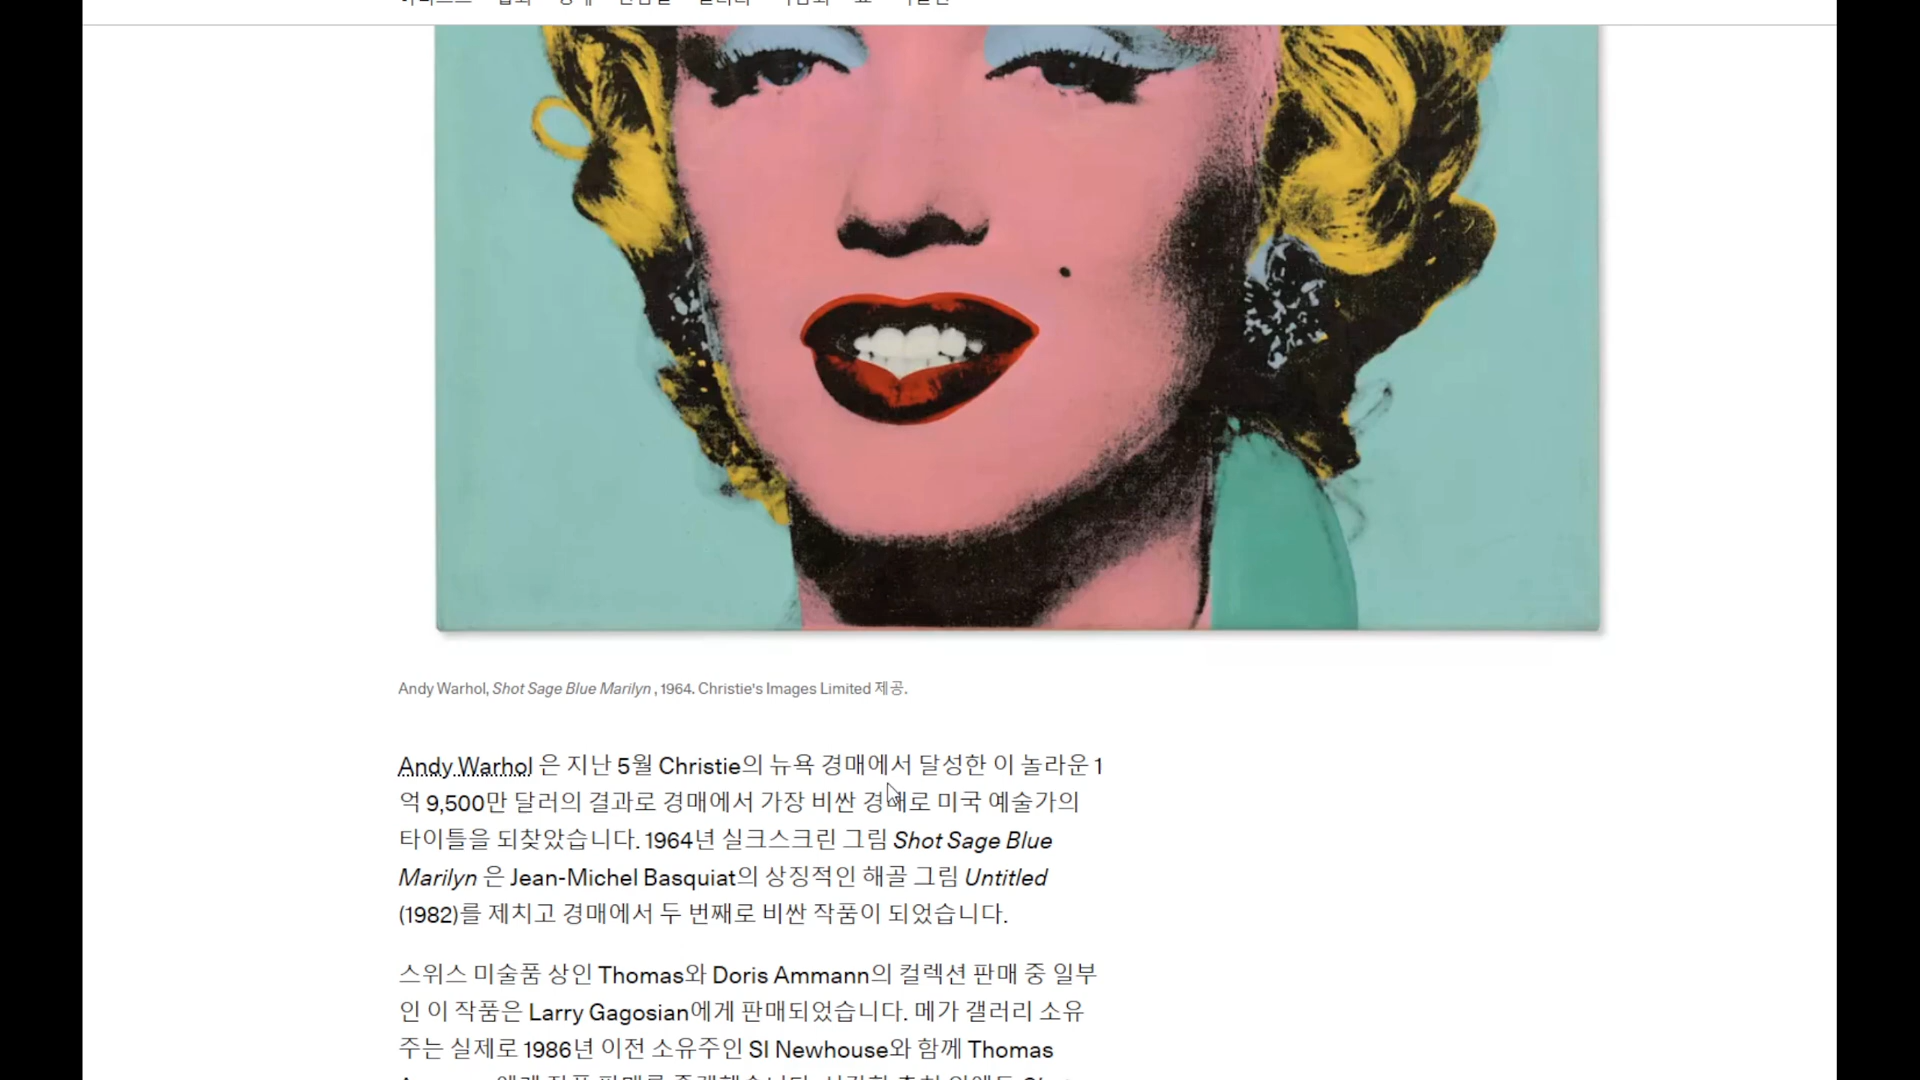 Andy Warhol, Shot Sage Blue Marilyn , 1964. Christie's Images Limited 제공.
Andy Warhol 은 지난 5월 Christie의 뉴욕 경매에서 달성한 이 놀라운 1
억 9,500만 달러의 결과로 경매에서 가장 비싼 경매로 미국 예술가의
타이틀을 되찾았습니다. 1964년 실크스크린 그림 Shot Sage Blue
Marilyn 은 Jean-Michel Basquiat의 상징적인 해골 그림 Untitled
(1982)를 제치고 경매에서 두 번째로 비싼 작품이 되었습니다.
스위스 미술품 상인 Thomas와 Doris Ammann의 컬렉션 판매 중 일부
인 이 작품은 Larry Gagosian에게 판매되었습니다. 메가 갤러리 소유
주는 실제로 1986년 이전 소유주인 SI Newhouse와 함께 Thomas